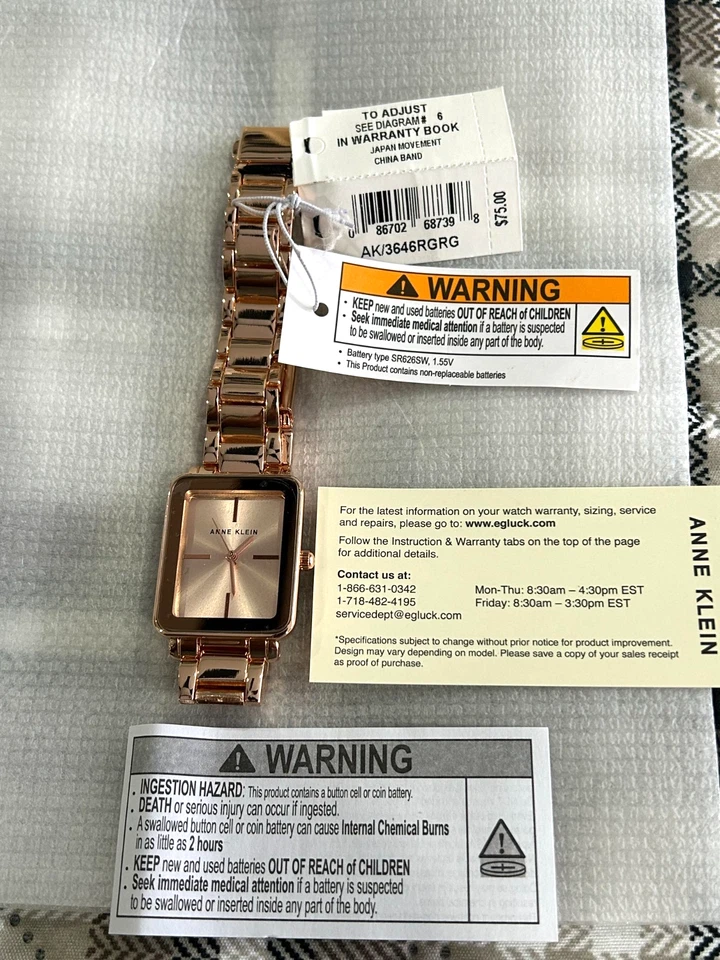 TO ADJUST
SEE DIAGRAM# 6
IN WARRANTY BOOK
JAPAN MOVEMENT
CHINA BAND
0 86702 68739 8
$75.00
AK/3646RGRG
WARNING
• KEEP new and used batteries OUT OF REACH of CHILDREN
• Seek immediate medical attention if a battery is suspected
to be swallowed or inserted inside any part of the body.
• Battery type SR626SW, 1.55V
• This Product contains non-replaceable batteries
ANNE KLEIN
For the latest information on your watch warranty, sizing, service
and repairs, please go to: www.egluck.com
Follow the Instruction & Warranty tabs on the top of the page
for additional details.
Contact us at:
1-866-631-0342 Mon-Thu: 8:30am – 4:30pm EST
1-718-482-4195 Friday: 8:30am – 3:30pm EST
servicedept@egluck.com
*Specifications subject to change without prior notice for product improvement.
Design may vary depending on model. Please save a copy of your sales receipt
as proof of purchase.
ANNE KLEIN
WARNING
• INGESTION HAZARD: This product contains a button cell or coin battery.
• DEATH or serious injury can occur if ingested.
• A swallowed button cell or coin battery can cause Internal Chemical Burns
in as little as 2 hours
• KEEP new and used batteries OUT OF REACH of CHILDREN
• Seek immediate medical attention if a battery is suspected
to be swallowed or inserted inside any part of the body.